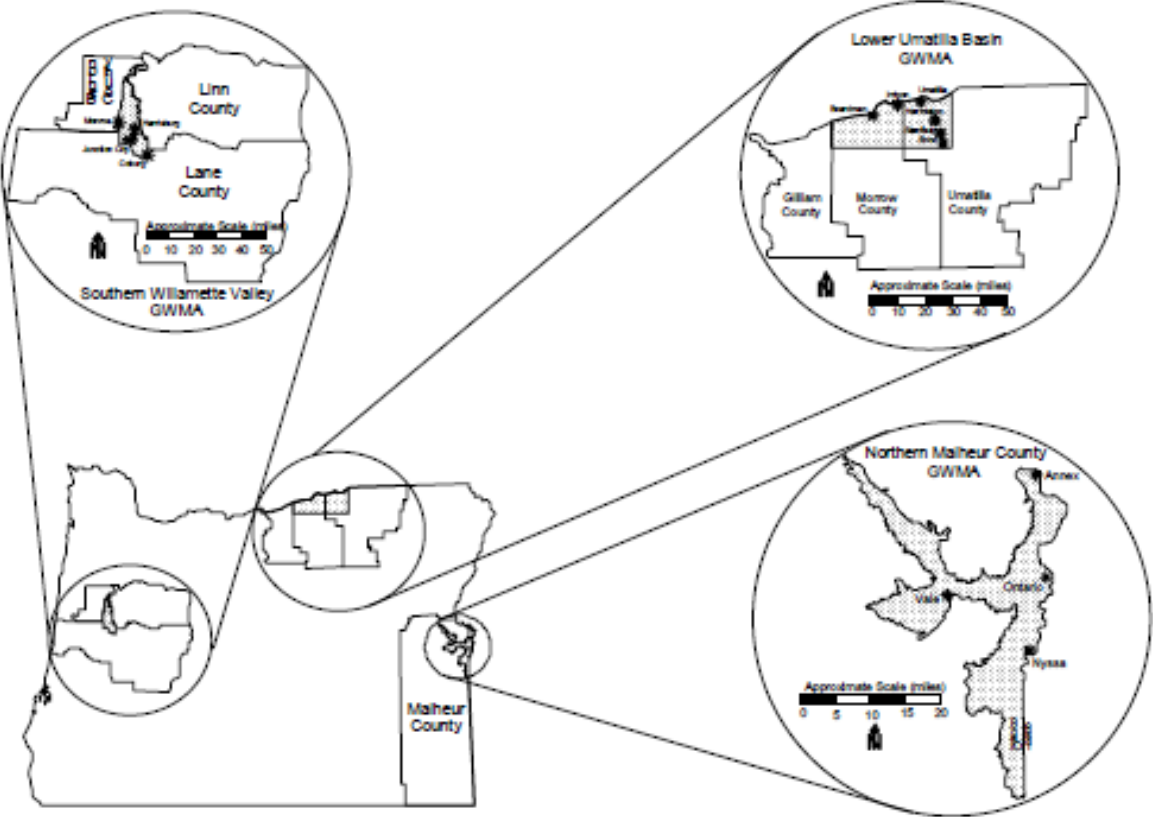 Linn
County
Monroe
Harrisburg
Junction City
Coburg
Lane
County
Approximate Scale (miles)
0 10 20 30 40 50
N
Southern Willamette Valley
GWMA
Lower Umatilla Basin
GWMA
Boardman
Irrigon
Umatilla
Hermiston
Gilliam
County
Morrow
County
Umatilla
County
N
Approximate Scale (miles)
0 10 20 30 40 50
Northern Malheur County
GWMA
Annex
Ontario
Vale
Nyssa
Approximate Scale (miles)
0 5 10 15 20
N
Malheur
County